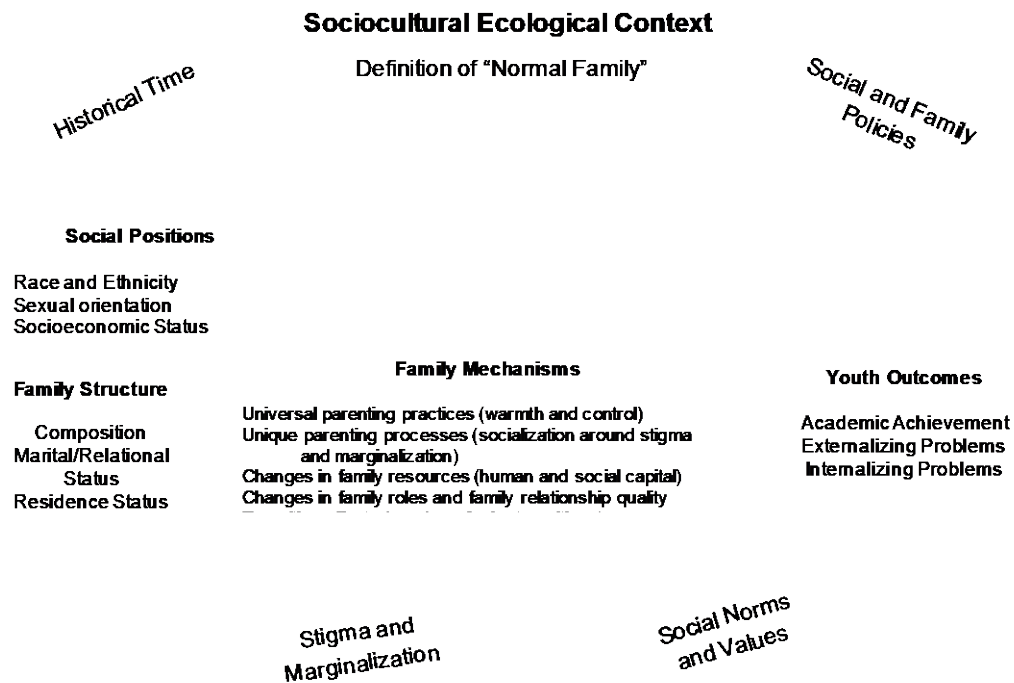 Sociocultural Ecological Context
Definition of “Normal Family”
Historical Time
Social and Family
Policies
Social Positions
Race and Ethnicity
Sexual orientation
Socioeconomic Status
Family Structure
Composition
Marital/Relational
Status
Residence Status
Family Mechanisms
Universal parenting practices (warmth and control)
Unique parenting processes (socialization around stigma
and marginalization)
Changes in family resources (human and social capital)
Changes in family roles and family relationship quality
Youth Outcomes
Academic Achievement
Externalizing Problems
Internalizing Problems
Stigma and
Marginalization
Social Norms
and Values